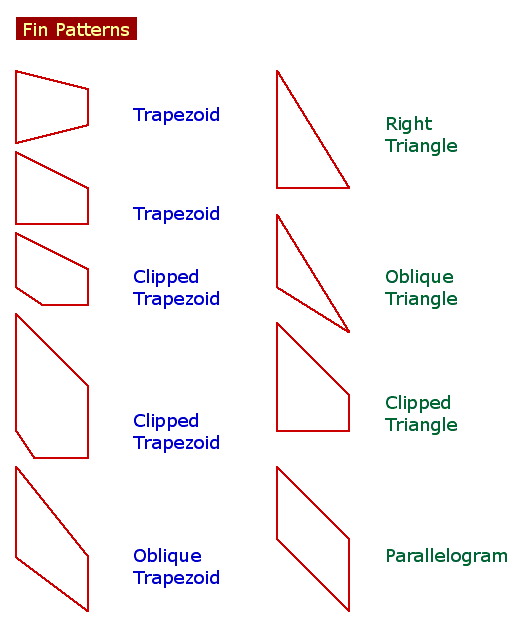 Fin Patterns
Trapezoid
Trapezoid
Clipped
Trapezoid
Clipped
Trapezoid
Oblique
Trapezoid
Right
Triangle
Oblique
Triangle
Clipped
Triangle
Parallelogram